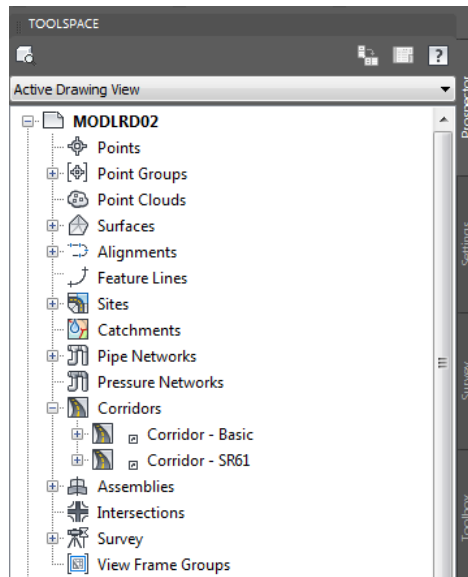 TOOLSPACE
?
Active Drawing View
MODLRD02
Points
Point Groups
Point Clouds
Surfaces
Alignments
Feature Lines
Sites
Catchments
Pipe Networks
Pressure Networks
Corridors
Corridor - Basic
Corridor - SR61
Assemblies
Intersections
Survey
View Frame Groups
Prospector
Settings
Survey
Toolbox